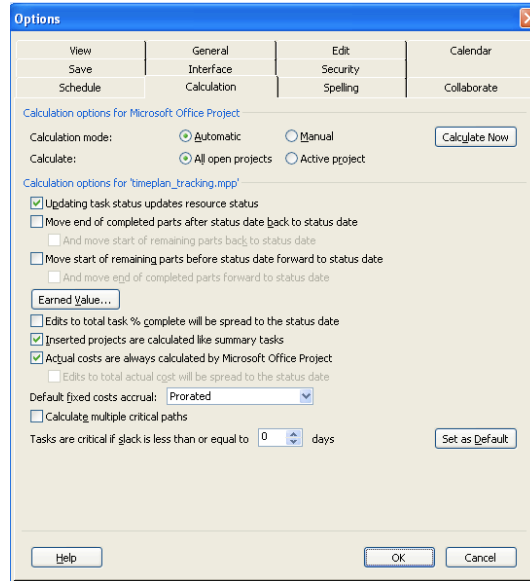 Options
View General Edit Calendar
Save Interface Security
Schedule Calculation Spelling Collaborate
Calculation options for Microsoft Office Project
Calculation mode: Automatic Manual Calculate Now
Calculate: All open projects Active project
Calculation options for 'timeplan_tracking.mpp'
Updating task status updates resource status
Move end of completed parts after status date back to status date
And move start of remaining parts back to status date
Move start of remaining parts before status date forward to status date
And move end of completed parts forward to status date
Earned Value...
Edits to total task % complete will be spread to the status date
Inserted projects are calculated like summary tasks
Actual costs are always calculated by Microsoft Office Project
Edits to total actual cost will be spread to the status date
Default fixed costs accrual: Prorated
Calculate multiple critical paths
Tasks are critical if slack is less than or equal to 0 days Set as Default
Help OK Cancel